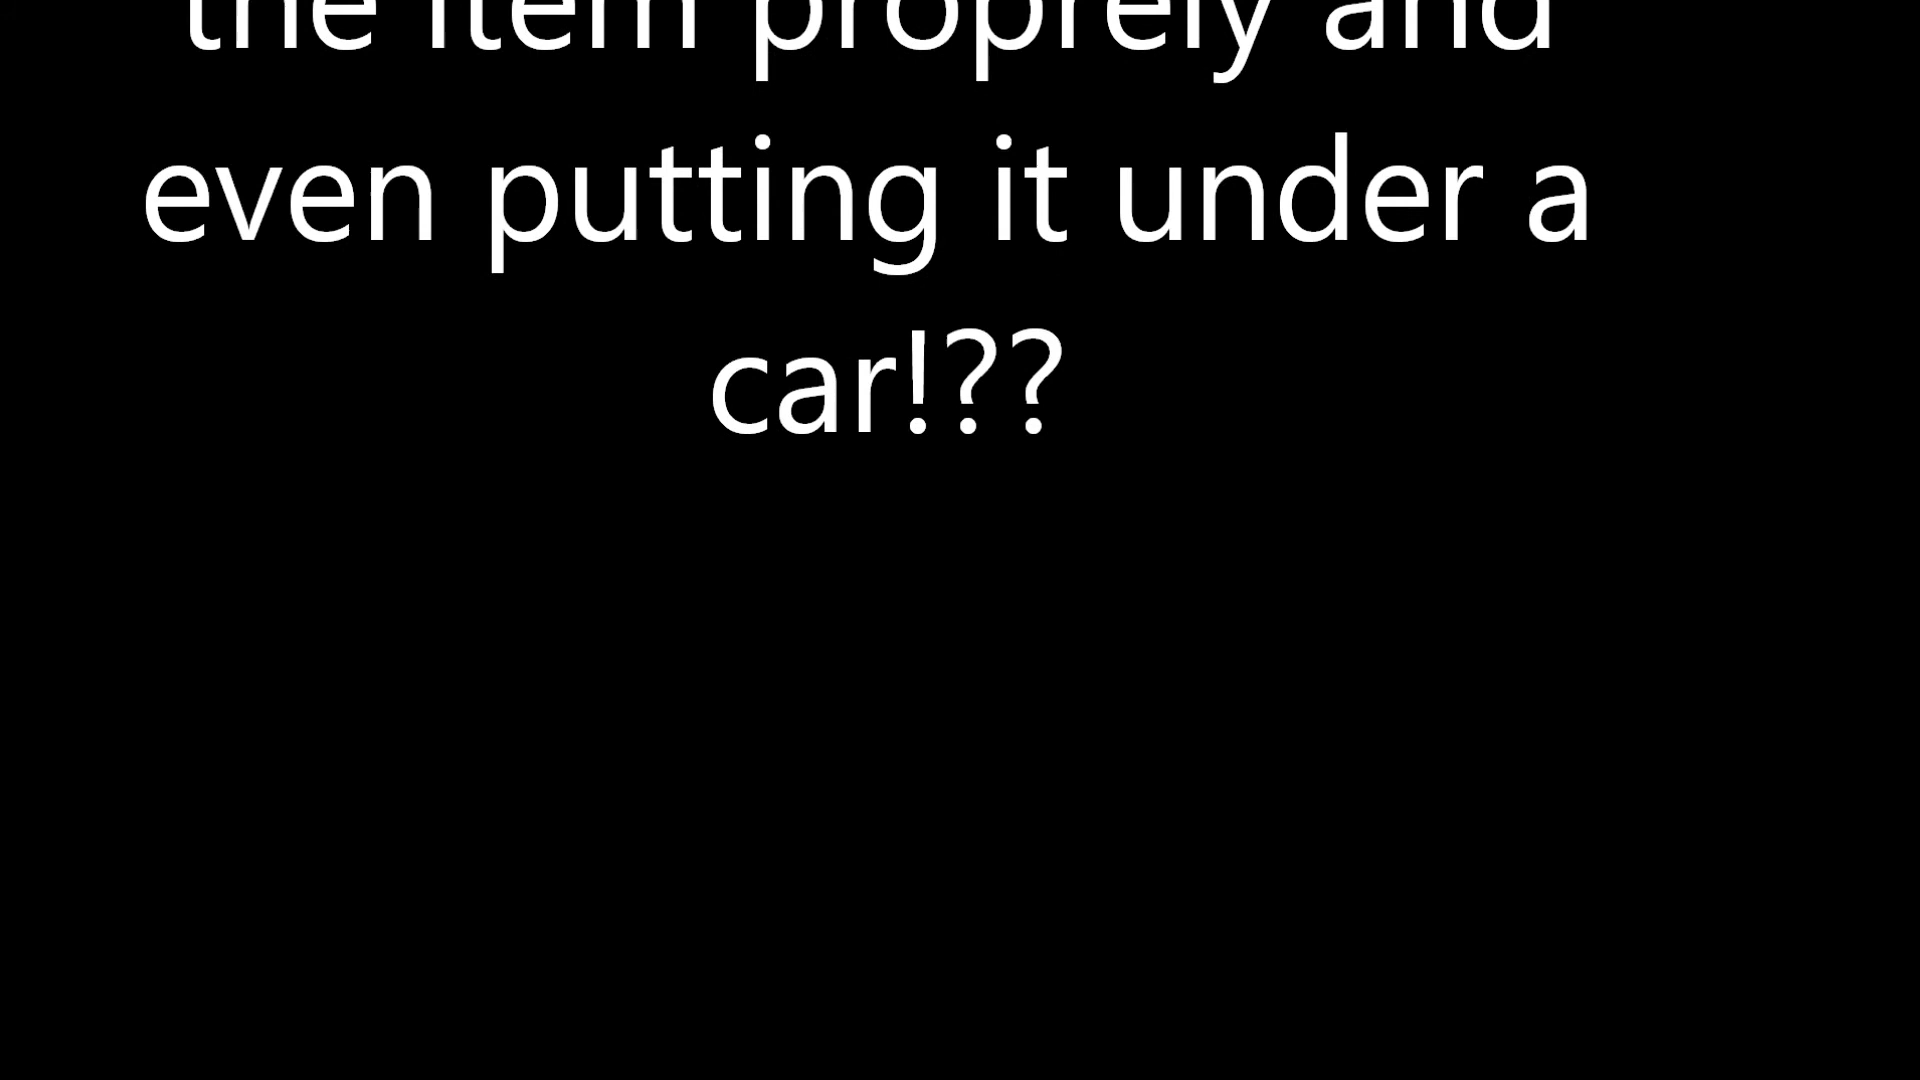 the item proprely and
even putting it under a
car!??